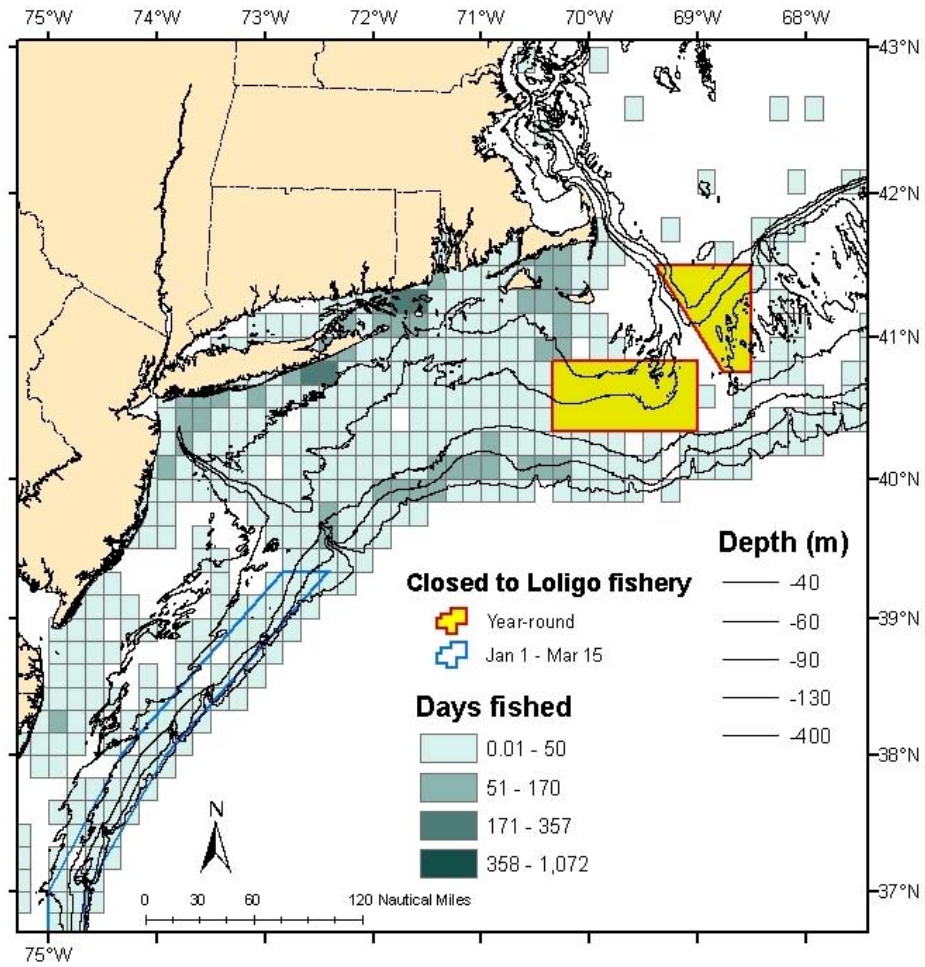 75°W 74°W 73°W 72°W 71°W 70°W 69°W 68°W
43°N
42°N
41°N
40°N
39°N
38°N
37°N
Closed to Loligo fishery
Year-round
Jan 1 - Mar 15
Days fished
0.01 - 50
51 - 170
171 - 357
358 - 1,072
Depth (m)
-40
-60
-90
-130
-400
N
0 30 60 120 Nautical Miles
75°W